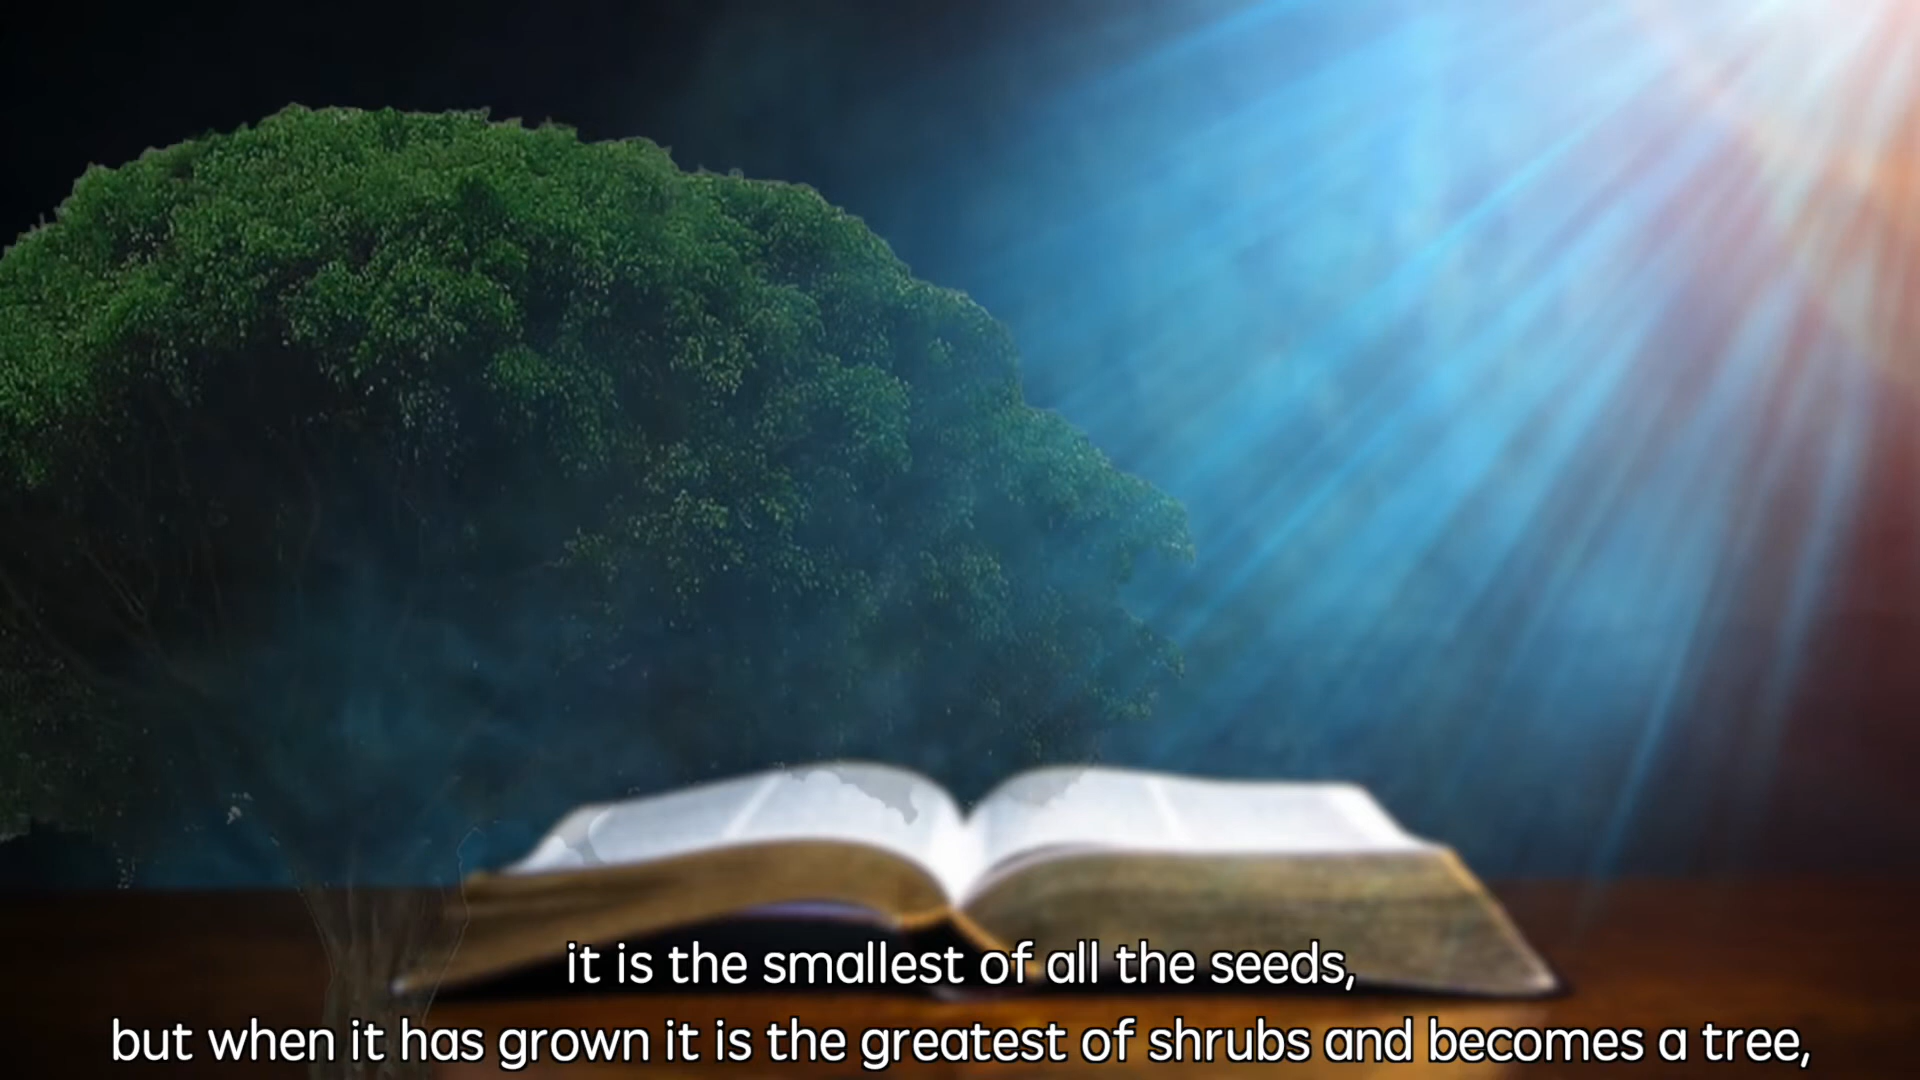 it is the smallest of all the seeds,
but when it has grown it is the greatest of shrubs and becomes a tree,